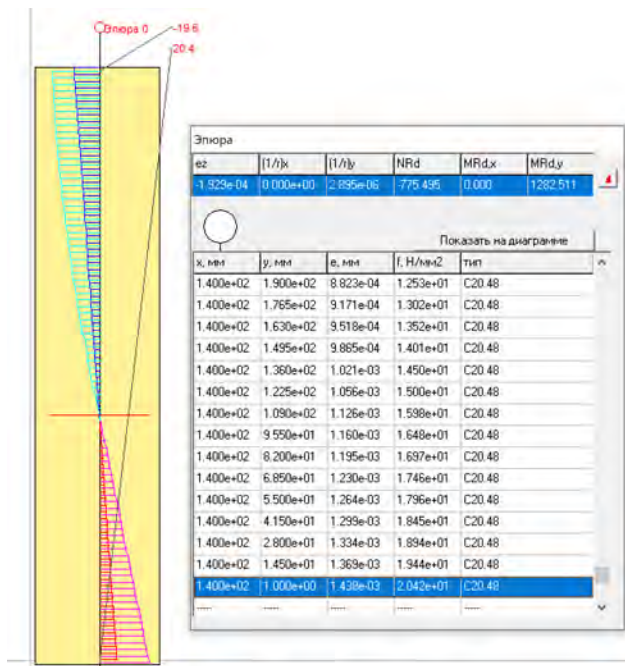 Эпюра 0
-19.6
20.4
Эпюра
ez (1/r)x (1/r)y NRd MRd,x MRd,y
-1.929e-04 0.000e+00 2.895e-06 -775.495 0.000 1282.511
Показать на диаграмме
x, мм y, мм e, мм f, Н/мм2 тип
1.400e+02 1.900e+02 8.823e-04 1.253e+01 C20.48
1.400e+02 1.765e+02 9.171e-04 1.302e+01 C20.48
1.400e+02 1.630e+02 9.518e-04 1.352e+01 C20.48
1.400e+02 1.495e+02 9.865e-04 1.401e+01 C20.48
1.400e+02 1.360e+02 1.021e-03 1.450e+01 C20.48
1.400e+02 1.225e+02 1.056e-03 1.500e+01 C20.48
1.400e+02 1.090e+02 1.126e-03 1.598e+01 C20.48
1.400e+02 9.550e+01 1.160e-03 1.648e+01 C20.48
1.400e+02 8.200e+01 1.195e-03 1.697e+01 C20.48
1.400e+02 6.850e+01 1.230e-03 1.746e+01 C20.48
1.400e+02 5.500e+01 1.264e-03 1.796e+01 C20.48
1.400e+02 4.150e+01 1.299e-03 1.845e+01 C20.48
1.400e+02 2.800e+01 1.334e-03 1.894e+01 C20.48
1.400e+02 1.450e+01 1.369e-03 1.944e+01 C20.48
1.400e+02 1.000e+00 1.438e-03 2.042e+01 C20.48
----- ----- ----- ----- -----